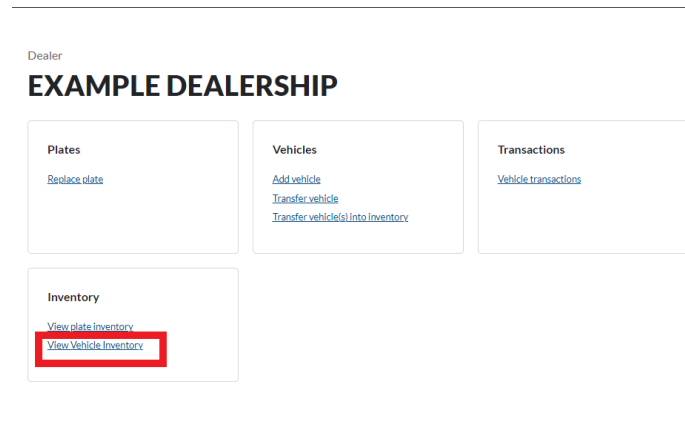 Dealer
EXAMPLE DEALERSHIP
Plates
Replace plate
Vehicles
Add vehicle
Transfer vehicle
Transfer vehicle(s) into inventory
Transactions
Vehicle transactions
Inventory
View plate inventory
View Vehicle Inventory